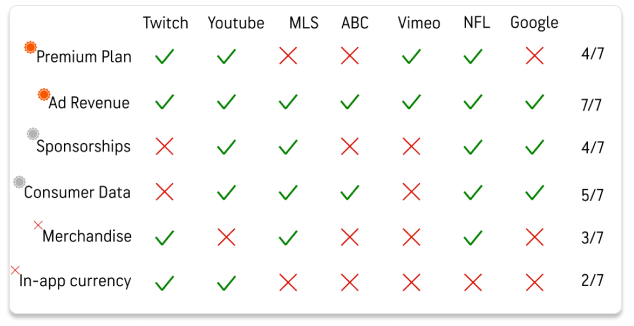 Twitch Youtube MLS ABC Vimeo NFL Google
Premium Plan 4/7
Ad Revenue 7/7
Sponsorships 4/7
Consumer Data 5/7
Merchandise 3/7
In-app currency 2/7